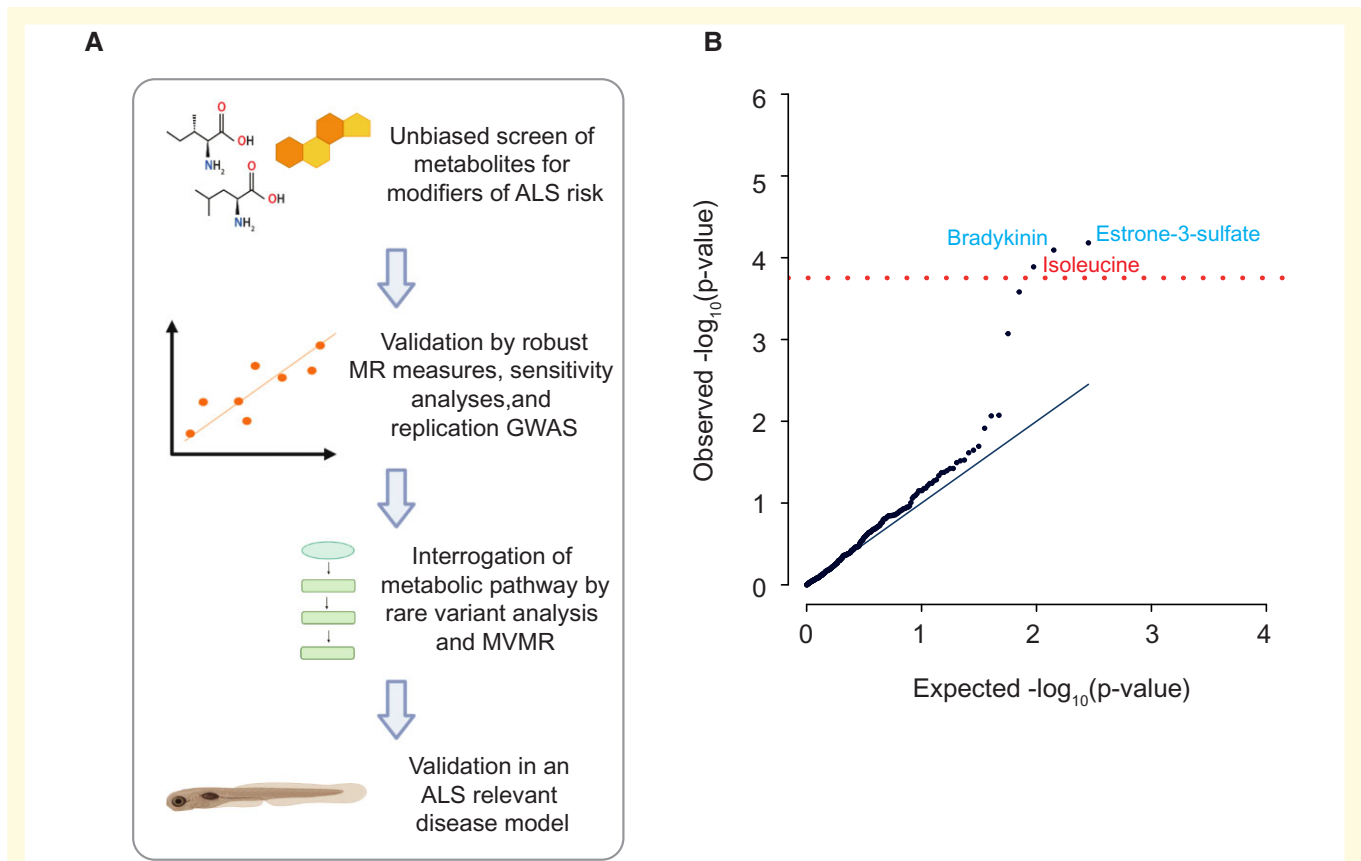 A
O
OH
NH2
O
OH
NH2
Unbiased screen of
metabolites for
modifiers of ALS risk
Validation by robust
MR measures, sensitivity
analyses,and
replication GWAS
Interrogation of
metabolic pathway by
rare variant analysis
and MVMR
Validation in an
ALS relevant
disease model
B
Observed -log10(p-value)
6
5
4
3
2
1
0
Bradykinin
Estrone-3-sulfate
Isoleucine
0 1 2 3 4
Expected -log10(p-value)